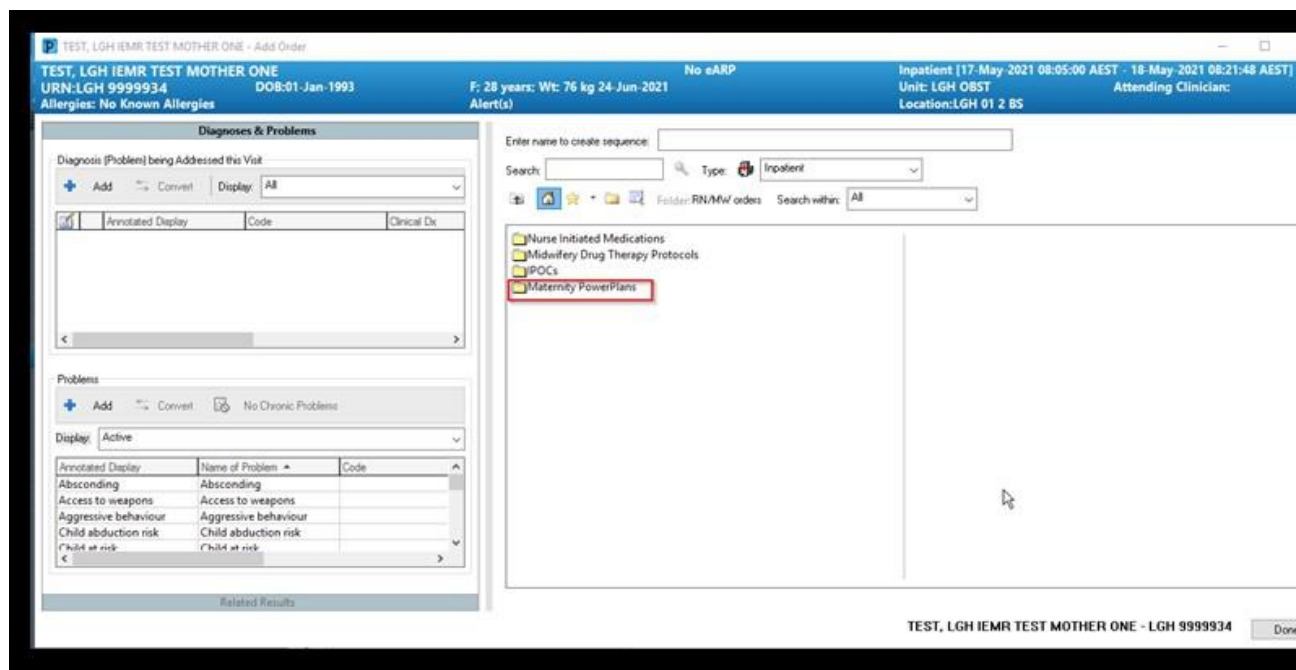 TEST, LGH IEMR TEST MOTHER ONE - Add Order
TEST, LGH IEMR TEST MOTHER ONE
No eARP
Inpatient [17-May-2021 08:05:00 AEST - 18-May-2021 08:21:48 AEST]
URN:LGH 9999934
DOB:01-Jan-1993
F; 28 years; Wt: 76 kg 24-Jun-2021
Unit: LGH OBST
Attending Clinician:
Allergies: No Known Allergies
Alert(s)
Location:LGH 01 2 BS
Diagnoses & Problems
Diagnosis (Problem) being Addressed this Visit
Add Convert Display: All
Annotated Display Code Clinical Dx
Problems
Add Convert No Chronic Problems
Display: Active
Annotated Display Name of Problem Code
Absconding Absconding
Access to weapons Access to weapons
Aggressive behaviour Aggressive behaviour
Child abduction risk Child abduction risk
Child at risk Child at risk
Related Results
Enter name to create sequence:
Search: Type: Inpatient
Folder: RN/MW orders Search within: All
Nurse Initiated Medications
Midwifery Drug Therapy Protocols
IPOCs
Maternity PowerPlans
TEST, LGH IEMR TEST MOTHER ONE - LGH 9999934
Done